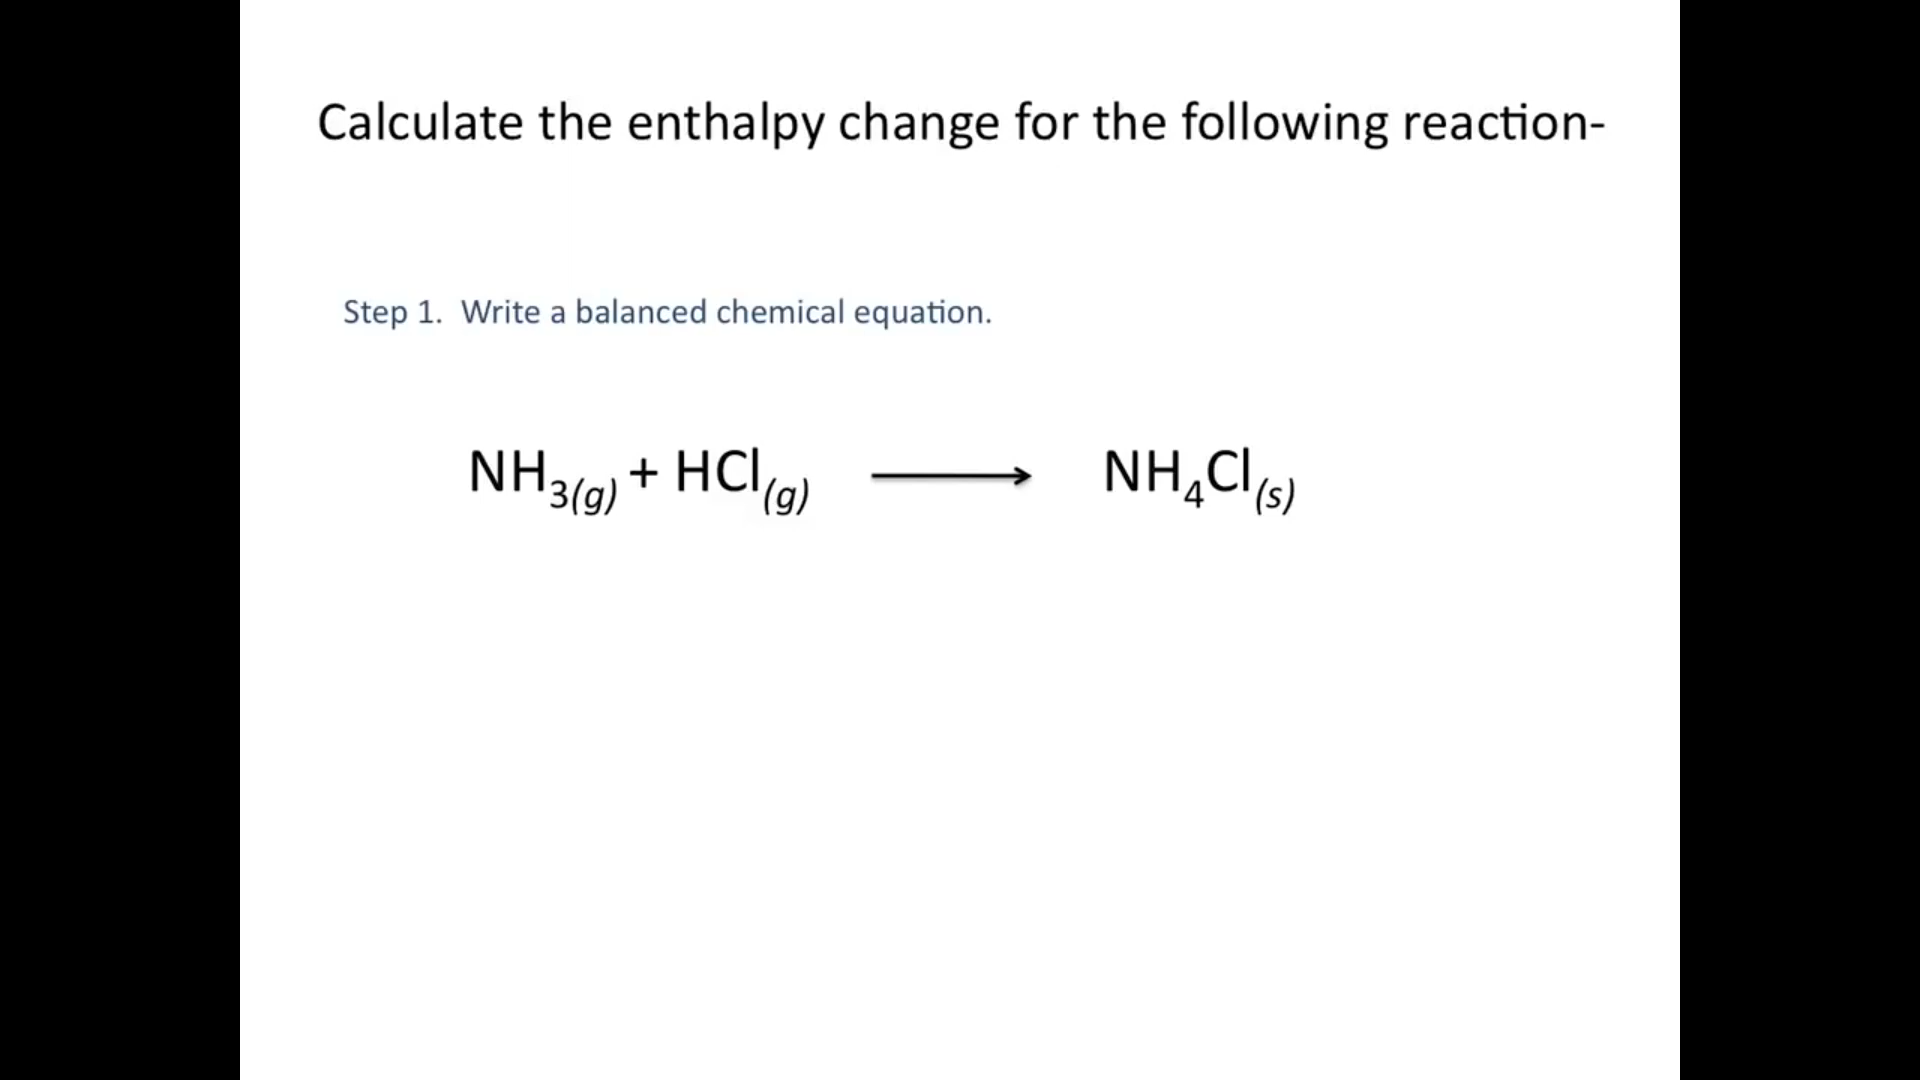 Calculate the enthalpy change for the following reaction-
Step 1. Write a balanced chemical equation.
NH₃(g) + HCl(g) ⟶ NH₄Cl(s)